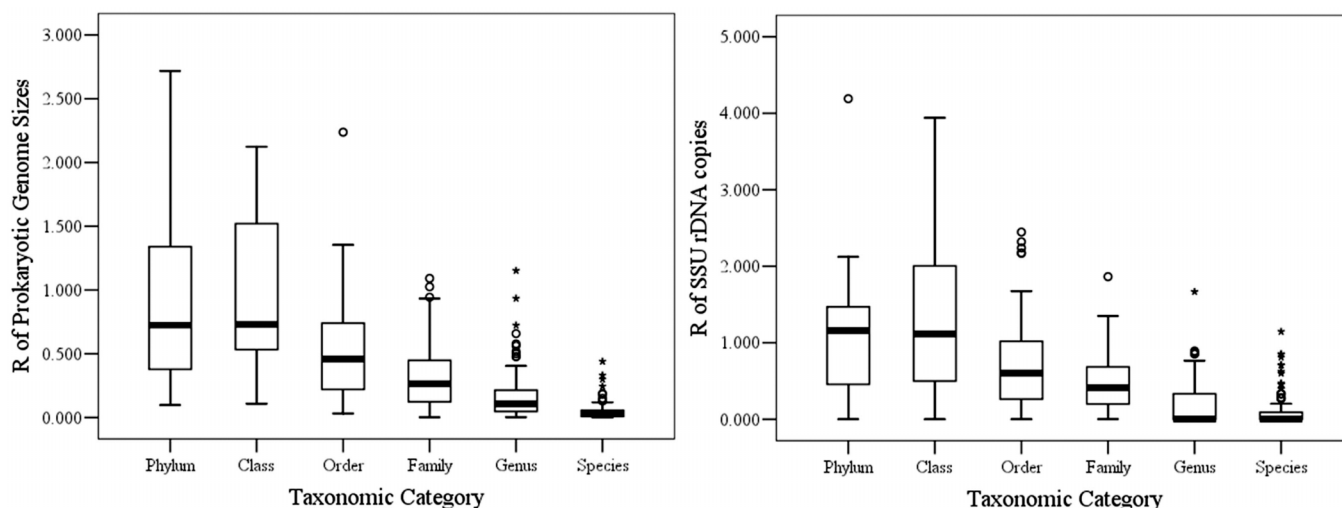 R of Prokaryotic Genome Sizes
3.000
2.500
2.000
1.500
1.000
0.500
0.000
Phylum Class Order Family Genus Species
Taxonomic Category
R of SSU rDNA copies
5.000
4.000
3.000
2.000
1.000
0.000
Phylum Class Order Family Genus Species
Taxonomic Category